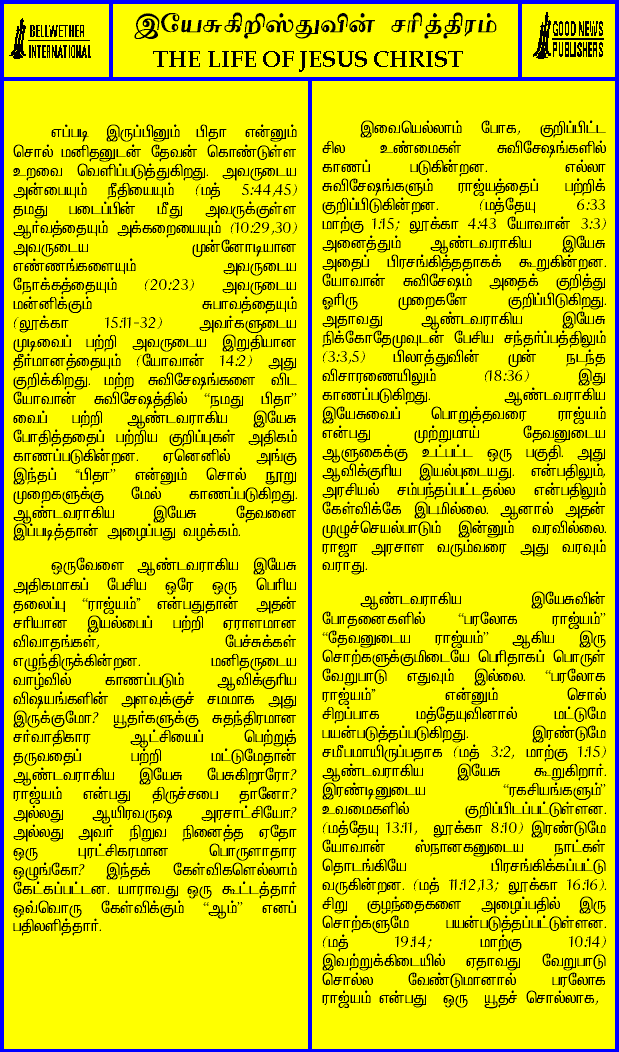 BELLWETHER
INTERNATIONAL
இயேசுகிறிஸ்துவின் சரித்திரம்
THE LIFE OF JESUS CHRIST
GOOD NEWS
PUBLISHERS
எப்படி இருப்பினும் பிதா என்னும்
சொல் மனிதனுடன் தேவன் கொண்டுள்ள
உறவை வெளிப்படுத்துகிறது. அவருடைய
அன்பையும் நீதியையும் (மத் 5:44,45)
தமது படைப்பின் மீது அவருக்குள்ள
ஆர்வத்தையும் அக்கறையையும் (10:29,30)
அவருடைய முன்னோடியான
எண்ணங்களையும் அவருடைய
நோக்கத்தையும் (20:23) அவருடைய
மன்னிக்கும் சுபாவத்தையும்
(லூக்கா 15:11-32) அவர்களுடைய
முடிவைப் பற்றி அவருடைய இறுதியான
தீர்மானத்தையும் (யோவான் 14:2) அது
குறிக்கிறது. மற்ற சுவிசேஷங்களை விட
யோவான் சுவிசேஷத்தில் “நமது பிதா”
வைப் பற்றி ஆண்டவராகிய இயேசு
போதித்ததைப் பற்றிய குறிப்புகள் அதிகம்
காணப்படுகின்றன. ஏனெனில் அங்கு
இந்தப் “பிதா” என்னும் சொல் நூறு
முறைகளுக்கு மேல் காணப்படுகிறது.
ஆண்டவராகிய இயேசு தேவனை
இப்படித்தான் அழைப்பது வழக்கம்.
ஒருவேளை ஆண்டவராகிய இயேசு
அதிகமாகப் பேசிய ஒரே ஒரு பெரிய
தலைப்பு “ராஜ்யம்” என்பதுதான் அதன்
சரியான இயல்பைப் பற்றி ஏராளமான
விவாதங்கள், பேச்சுக்கள்
எழுந்திருக்கின்றன. மனிதருடைய
வாழ்வில் காணப்படும் ஆவிக்குரிய
விஷயங்களின் அளவுக்குச் சமமாக அது
இருக்குமோ? யூதர்களுக்கு சுதந்திரமான
சர்வாதிகார ஆட்சியைப் பெற்றுத்
தருவதைப் பற்றி மட்டுமேதான்
ஆண்டவராகிய இயேசு பேசுகிறாரோ?
ராஜ்யம் என்பது திருச்சபை தானோ?
அல்லது ஆயிரவருஷ அரசாட்சியோ?
அல்லது அவர் நிறுவ நினைத்த ஏதோ
ஒரு புரட்சிகரமான பொருளாதார
ஒழுங்கோ? இந்தக் கேள்விகளெல்லாம்
கேட்கப்பட்டன. யாராவது ஒரு கூட்டத்தார்
ஒவ்வொரு கேள்விக்கும் “ஆம்” எனப்
பதிலளித்தார்.
இவையெல்லாம் போக, குறிப்பிட்ட
சில உண்மைகள் சுவிசேஷங்களில்
காணப் படுகின்றன. எல்லா
சுவிசேஷங்களும் ராஜ்யத்தைப் பற்றிக்
குறிப்பிடுகின்றன. (மத்தேயு 6:33
மாற்கு 1:15; லூக்கா 4:43 யோவான் 3:3)
அனைத்தும் ஆண்டவராகிய இயேசு
அதைப் பிரசங்கித்ததாகக் கூறுகின்றன.
யோவான் சுவிசேஷம் அதைக் குறித்து
ஓரிரு முறைகளே குறிப்பிடுகிறது.
அதாவது ஆண்டவராகிய இயேசு
நிக்கோதேமுவுடன் பேசிய சந்தர்ப்பத்திலும்
(3:3,5) பிலாத்துவின் முன் நடந்த
விசாரணையிலும் (18:36) இது
காணப்படுகிறது. ஆண்டவராகிய
இயேசுவைப் பொறுத்தவரை ராஜ்யம்
என்பது முற்றுமாய் தேவனுடைய
ஆளுகைக்கு உட்பட்ட ஒரு பகுதி. அது
ஆவிக்குரிய இயல்புடையது. என்பதிலும்,
அரசியல் சம்பந்தப்பட்டதல்ல என்பதிலும்
கேள்விக்கே இடமில்லை. ஆனால் அதன்
முழுச்செயல்பாடும் இன்னும் வரவில்லை.
ராஜா அரசாள வரும்வரை அது வரவும்
வராது.
ஆண்டவராகிய இயேசுவின்
போதனைகளில் “பரலோக ராஜ்யம்”
“தேவனுடைய ராஜ்யம்” ஆகிய இரு
சொற்களுக்குமிடையே பெரிதாகப் பொருள்
வேறுபாடு எதுவும் இல்லை. “பரலோக
ராஜ்யம்” என்னும் சொல்
சிறப்பாக மத்தேயுவினால் மட்டுமே
பயன்படுத்தப்படுகிறது. இரண்டுமே
சமீபமாயிருப்பதாக (மத் 3:2, மாற்கு 1:15)
ஆண்டவராகிய இயேசு கூறுகிறார்.
இரண்டினுடைய “ரகசியங்களும்”
உவமைகளில் குறிப்பிடப்பட்டுள்ளன.
(மத்தேயு 13:11, லூக்கா 8:10) இரண்டுமே
யோவான் ஸ்நானகனுடைய நாட்கள்
தொடங்கியே பிரசங்கிக்கப்பட்டு
வருகின்றன. (மத் 11:12,13; லூக்கா 16:16).
சிறு குழந்தைகளை அழைப்பதில் இரு
சொற்களுமே பயன்படுத்தப்பட்டுள்ளன.
(மத் 19:14; மாற்கு 10:14)
இவற்றுக்கிடையில் ஏதாவது வேறுபாடு
சொல்ல வேண்டுமானால் பரலோக
ராஜ்யம் என்பது ஒரு யூதச் சொல்லாக,